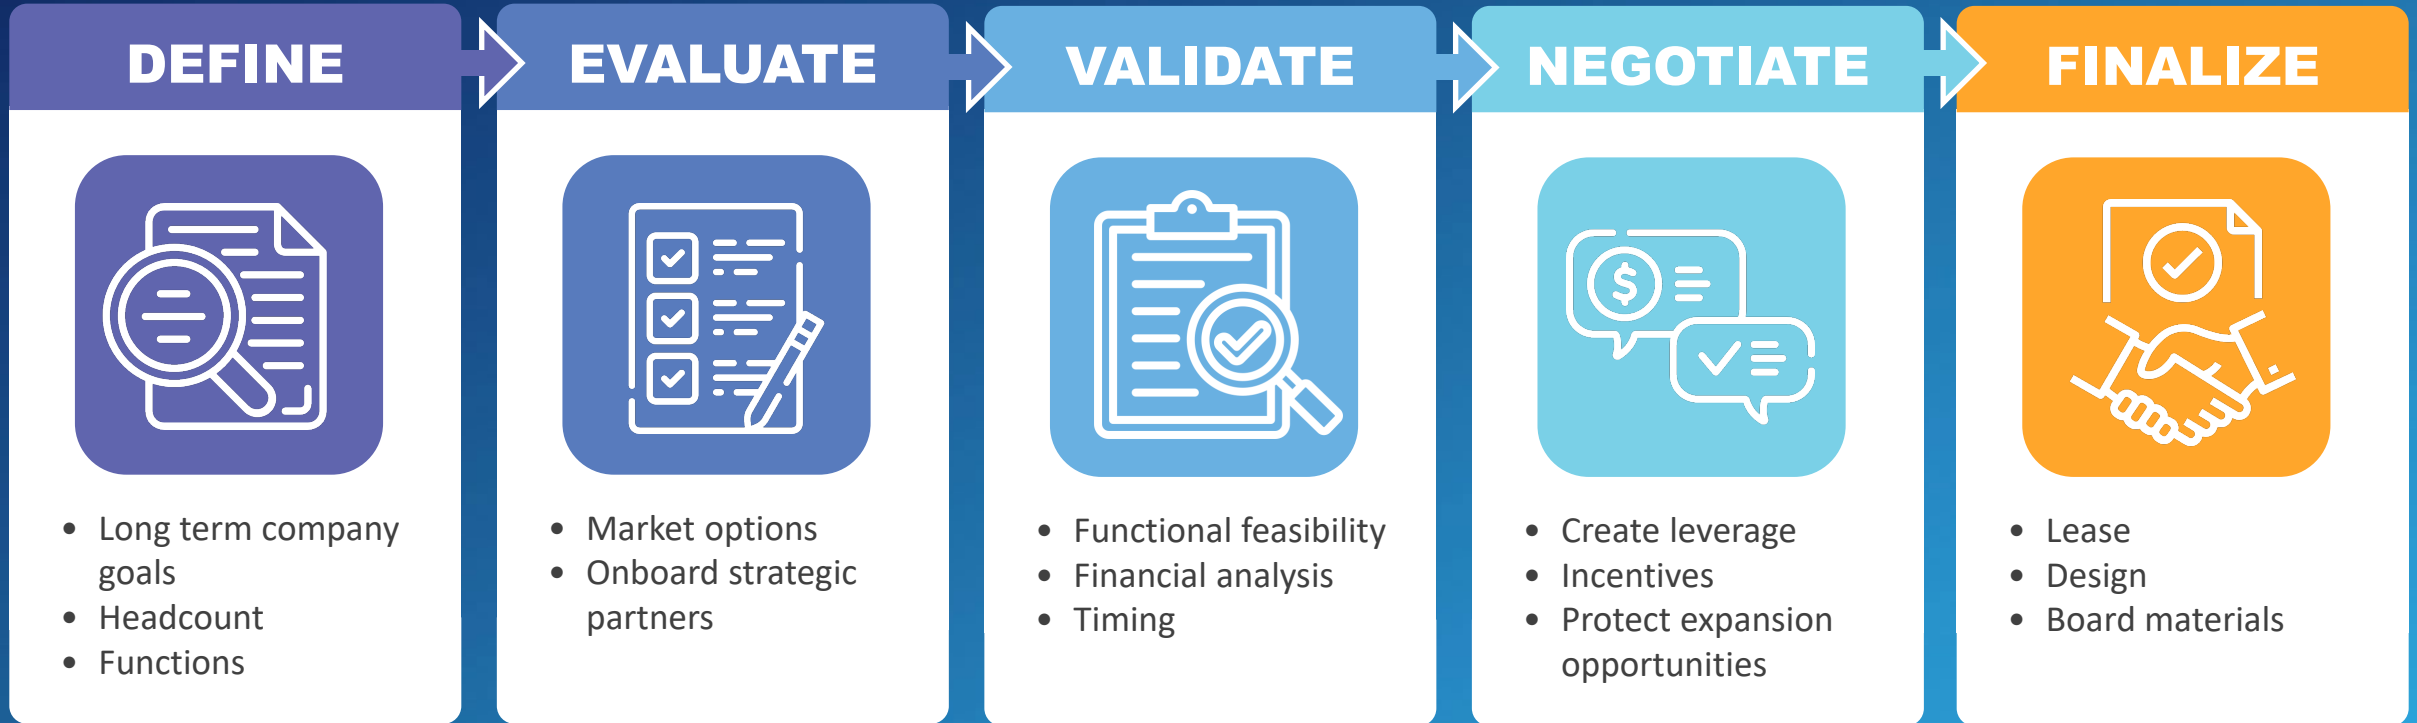 DEFINE
• Long term company
goals
• Headcount
• Functions
EVALUATE
• Market options
• Onboard strategic
partners
VALIDATE
• Functional feasibility
• Financial analysis
• Timing
NEGOTIATE
$
• Create leverage
• Incentives
• Protect expansion
opportunities
FINALIZE
• Lease
• Design
• Board materials